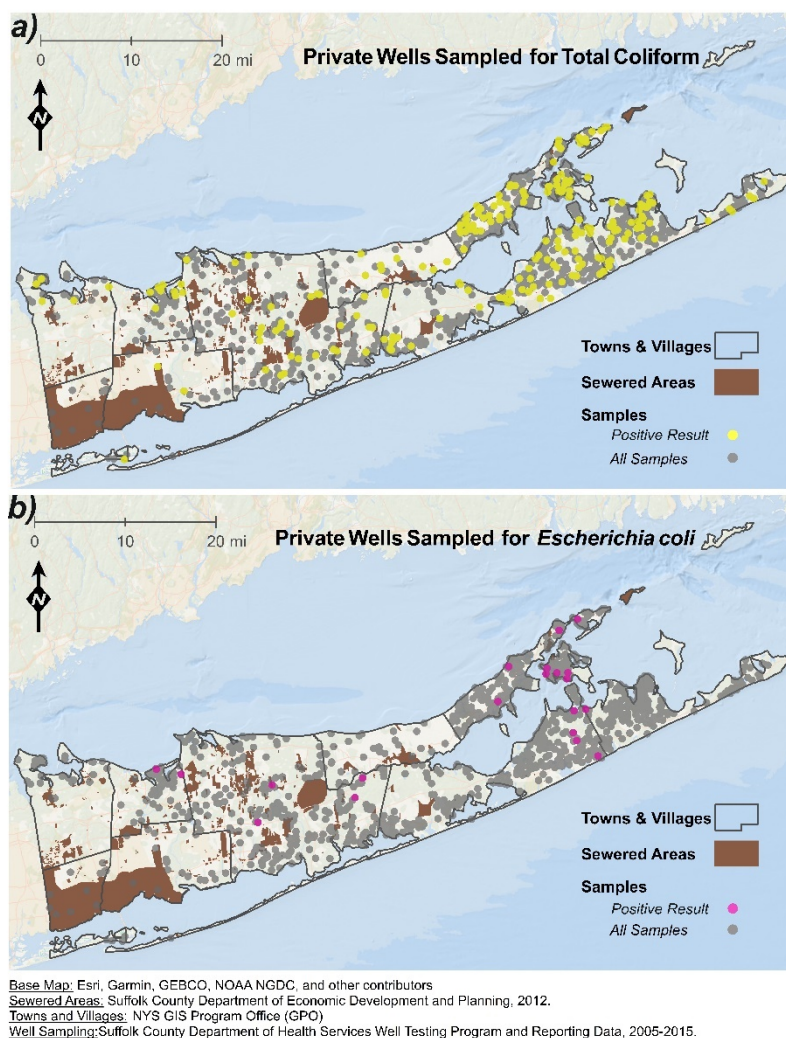 a)
0 10 20 mi
Private Wells Sampled for Total Coliform
N
Towns & Villages
Sewered Areas
Samples
Positive Result
All Samples
b)
0 10 20 mi
Private Wells Sampled for Escherichia coli
N
Towns & Villages
Sewered Areas
Samples
Positive Result
All Samples
Base Map: Esri, Garmin, GEBCO, NOAA NGDC, and other contributors
Sewered Areas: Suffolk County Department of Economic Development and Planning, 2012.
Towns and Villages: NYS GIS Program Office (GPO)
Well Sampling:Suffolk County Department of Health Services Well Testing Program and Reporting Data, 2005-2015.